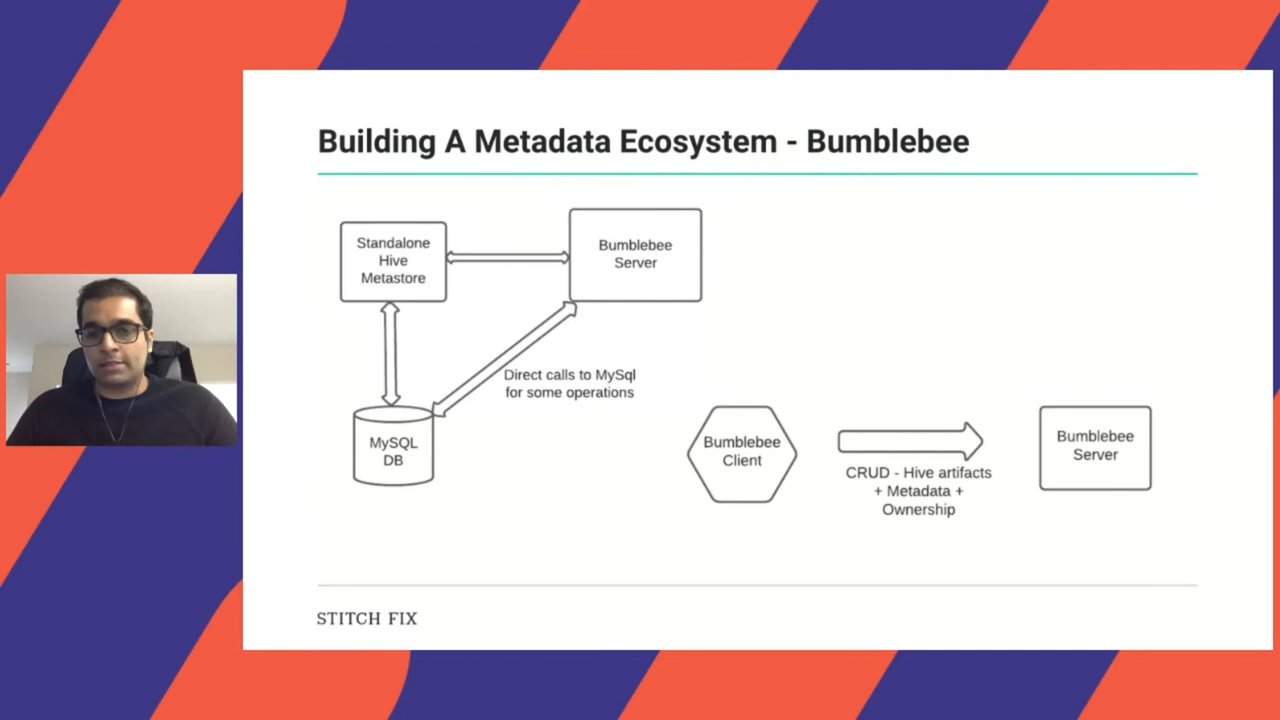 Building A Metadata Ecosystem - Bumblebee
Standalone
Hive
Metastore
Bumblebee
Server
Direct calls to MySql
for some operations
MySQL
DB
Bumblebee
Client
CRUD - Hive artifacts
+ Metadata +
Ownership
Bumblebee
Server
STITCH FIX